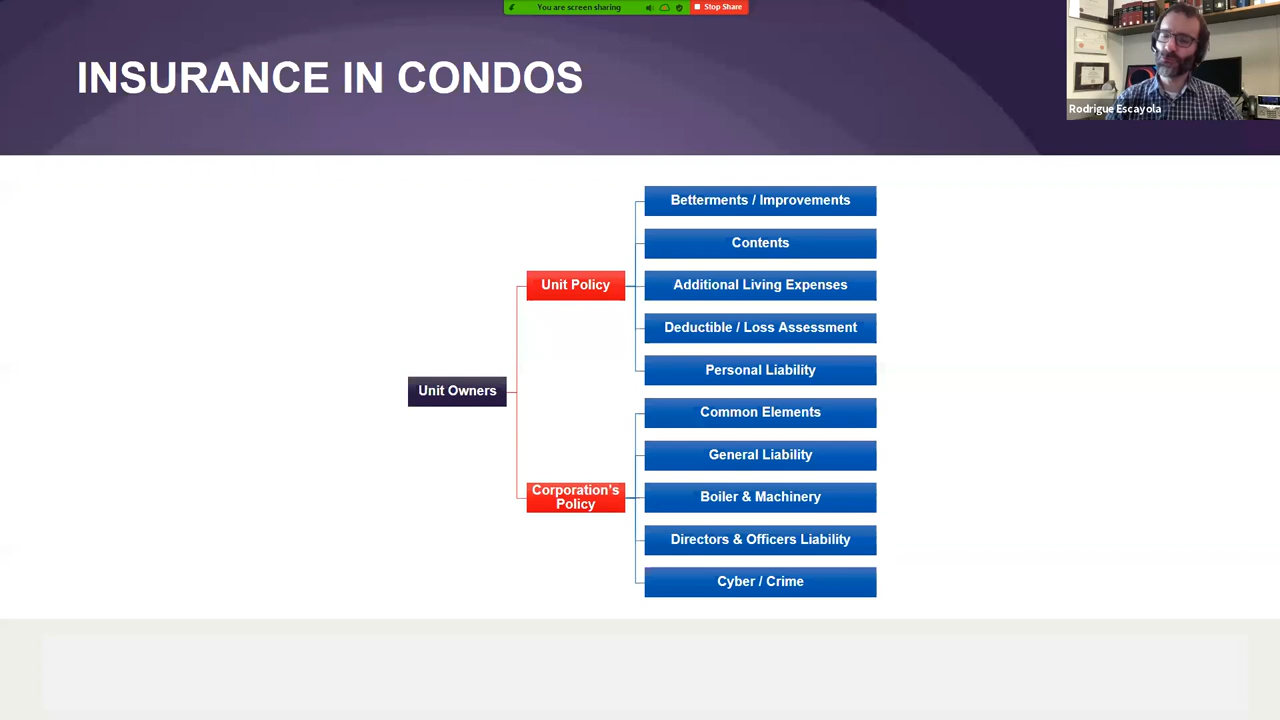 You are screen sharing
Stop Share
INSURANCE IN CONDOS
Rodrigue Escayola
Betterments / Improvements
Contents
Unit Policy
Additional Living Expenses
Deductible / Loss Assessment
Personal Liability
Unit Owners
Common Elements
General Liability
Corporation's
Policy
Boiler & Machinery
Directors & Officers Liability
Cyber / Crime